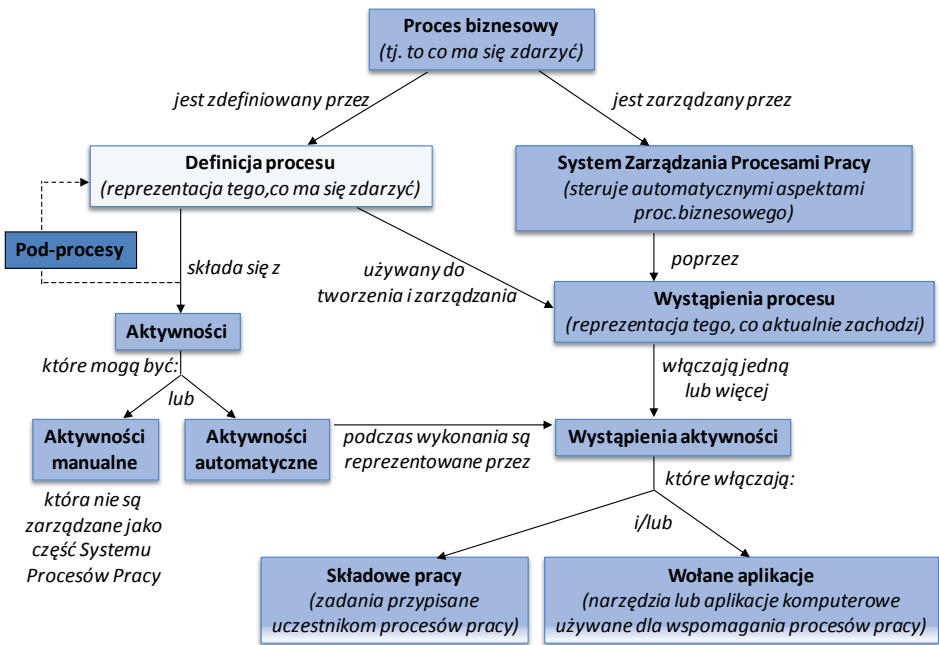 Proces biznesowy
(tj. to co ma się zdarzyć)
jest zdefiniowany przez
jest zarządzany przez
Definicja procesu
(reprezentacja tego,co ma się zdarzyć)
System Zarządzania Procesami Pracy
(steruje automatycznymi aspektami
proc.biznesowego)
Pod-procesy
składa się z
używany do
tworzenia i zarządzania
poprzez
Wystąpienia procesu
(reprezentacja tego, co aktualnie zachodzi)
Aktywności
które mogą być:
lub
włączają jedną
lub więcej
Aktywności
manualne
Aktywności
automatyczne
podczas wykonania są
reprezentowane przez
Wystąpienia aktywności
która nie są
zarządzane jako
część Systemu
Procesów Pracy
które włączają:
i/lub
Składowe pracy
(zadania przypisane
uczestnikom procesów pracy)
Wołane aplikacje
(narzędzia lub aplikacje komputerowe
używane dla wspomagania procesów pracy)